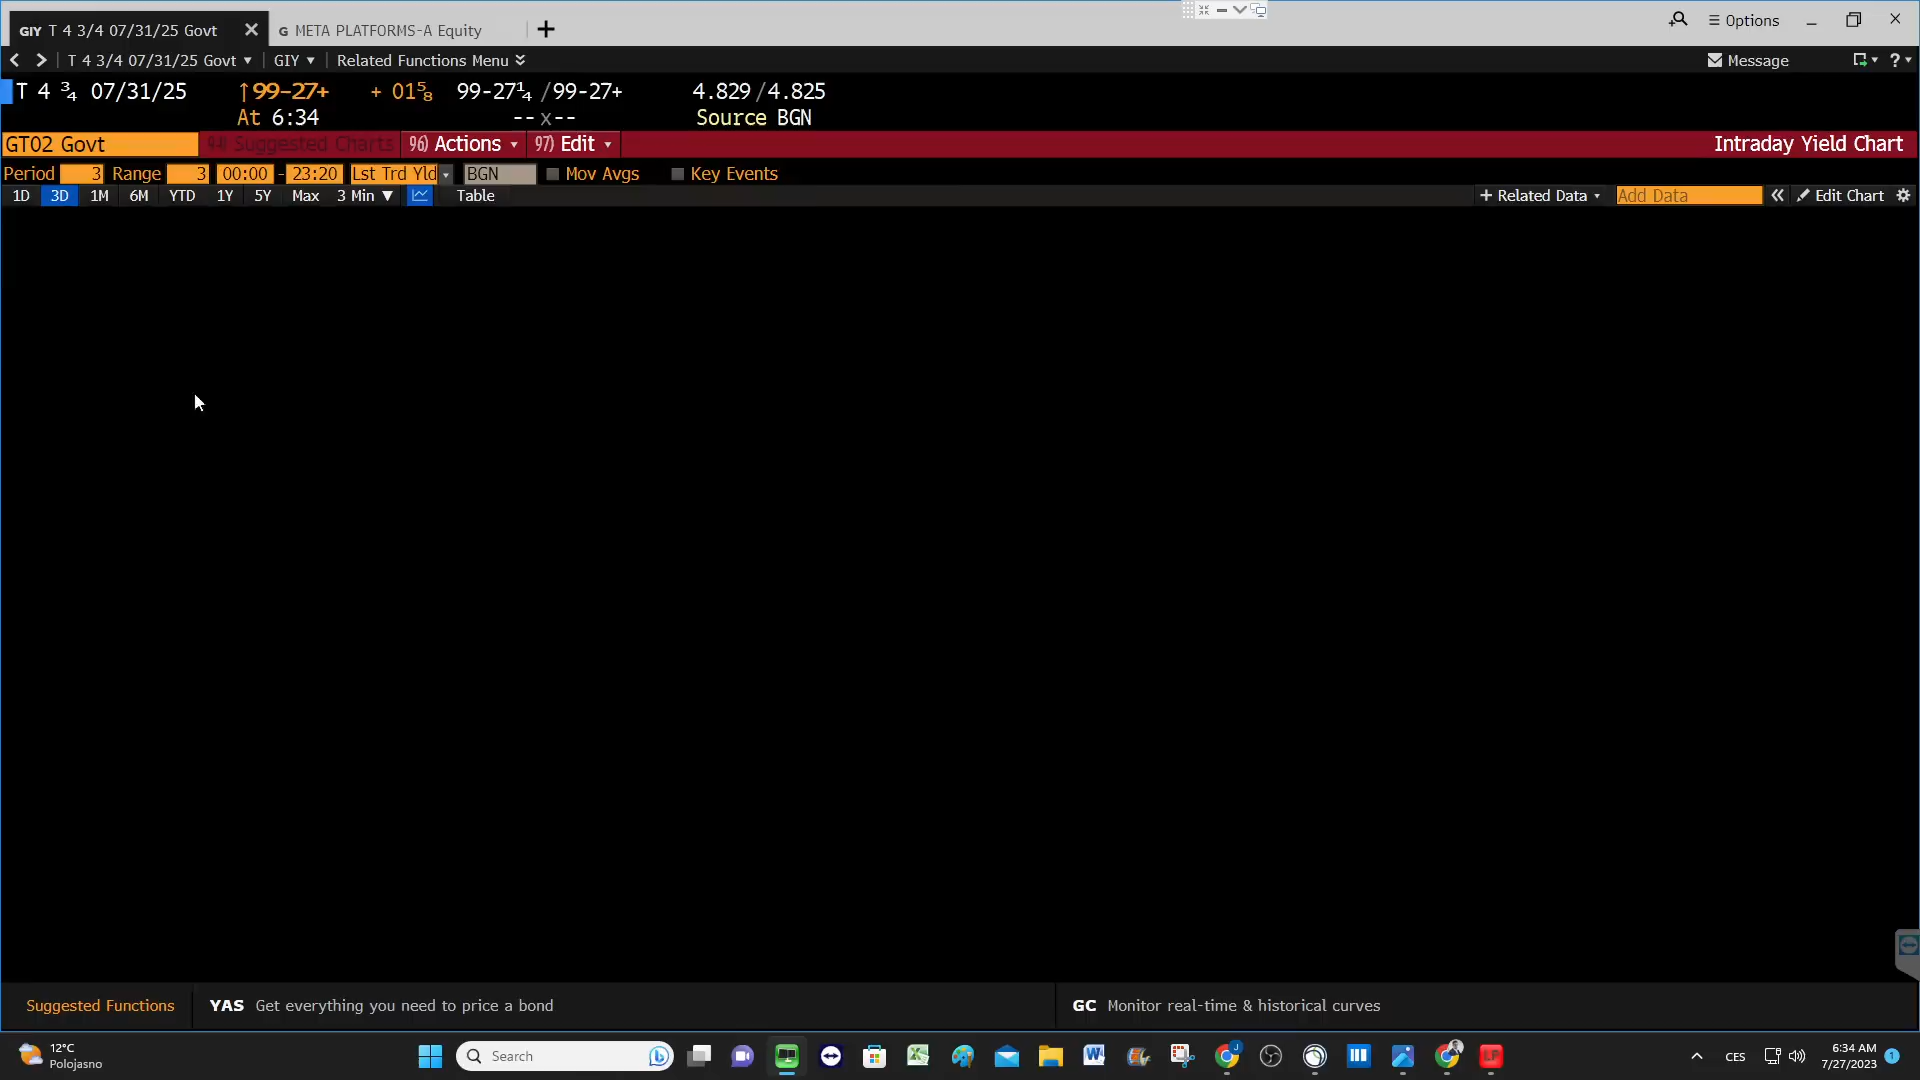 GIY T 4 3/4 07/31/25 Govt G META PLATFORMS-A Equity
Options
T 4 3/4 07/31/25 Govt GIY Related Functions Menu Message ?
T 4 ¾ 07/31/25 ↑99-27+ + 01⅝ 99-27¼ /99-27+ 4.829/4.825
At 6:34 --x-- Source BGN
GT02 Govt 94) Suggested Charts 96) Actions 97) Edit Intraday Yield Chart
Period 3 Range 3 00:00 - 23:20 Lst Trd Yld BGN Mov Avgs Key Events
1D 3D 1M 6M YTD 1Y 5Y Max 3 Min ▼ Table + Related Data Add Data « Edit Chart
Suggested Functions YAS Get everything you need to price a bond GC Monitor real-time & historical curves
12°C
Polojasno
Search
CES
6:34 AM
7/27/2023
1